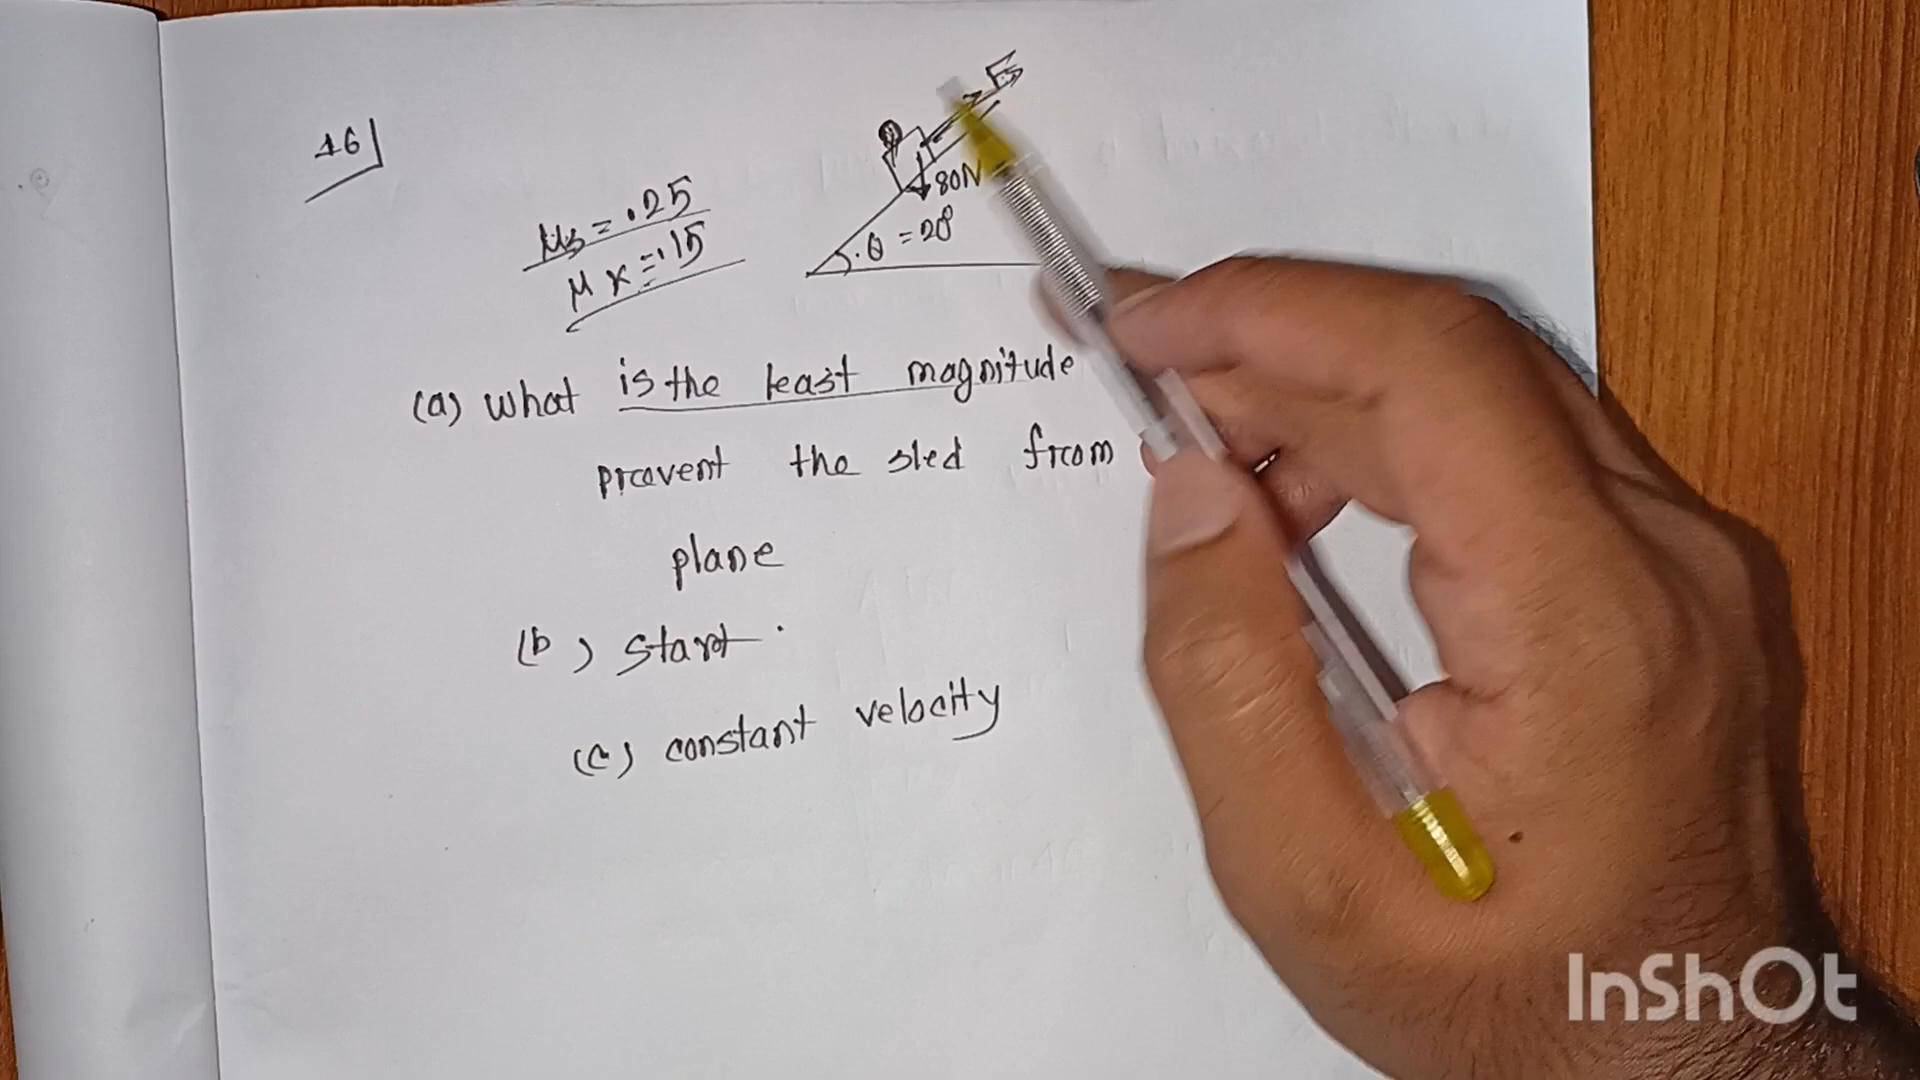 16
μs = .25
μk = .15
F
80N
θ = 20°
(a) what is the least magnitude
prevent the sled from
plane
(b) start
(c) constant velocity
InShOt